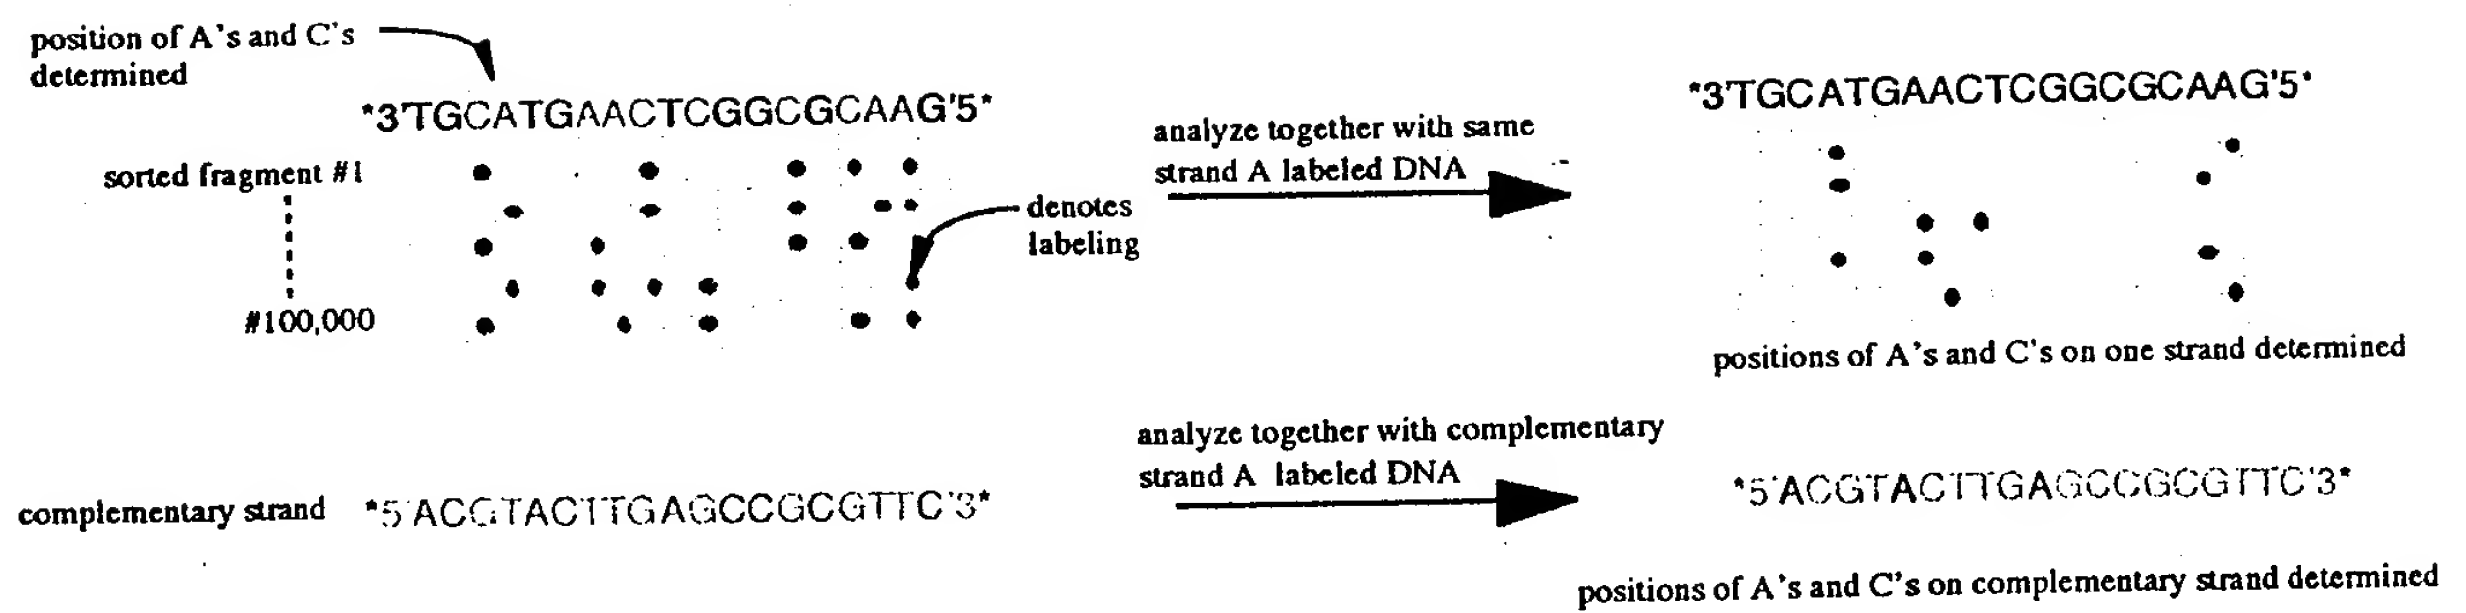 position of A's and C's
determined
*3'TGCATGAACTCGGCGCAAG'5*
sorted fragment #1
#100,000
denotes
labeling
analyze together with same
strand A labeled DNA
*3'TGCATGAACTCGGCGCAAG'5*
positions of A's and C's on one strand determined
complementary strand *5'ACGTACTTGAGCCGCGTTC'3*
analyze together with complementary
strand A labeled DNA
*5'ACGTACTTGAGCCGCGTTC'3*
positions of A's and C's on complementary strand determined